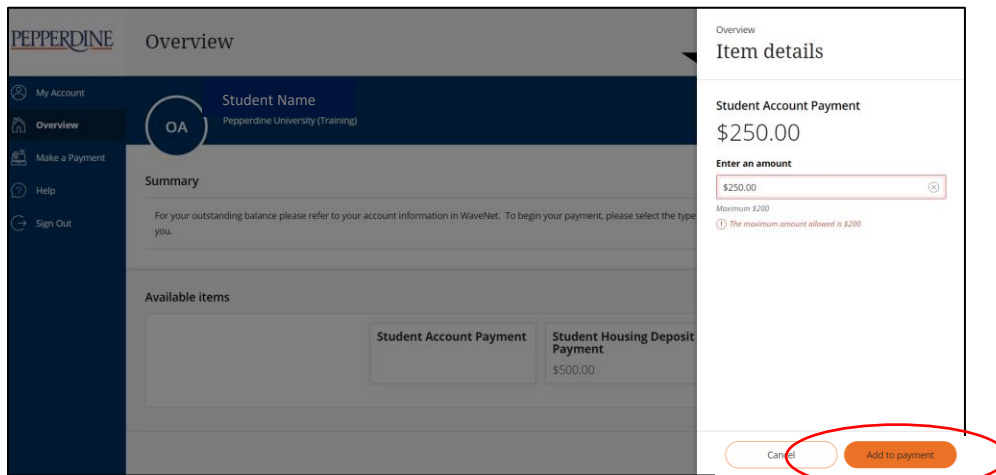 PEPPERDINE
My Account
Overview
Make a Payment
Help
Sign Out
Overview
OA
Student Name
Pepperdine University (Training)
Summary
For your outstanding balance please refer to your account information in WaveNet. To begin your payment, please select the type
you.
Available items
Student Account Payment
Student Housing Deposit
Payment
$500.00
Overview
Item details
Student Account Payment
$250.00
Enter an amount
$250.00
Maximum $200
The maximum amount allowed is $200
Cancel
Add to payment